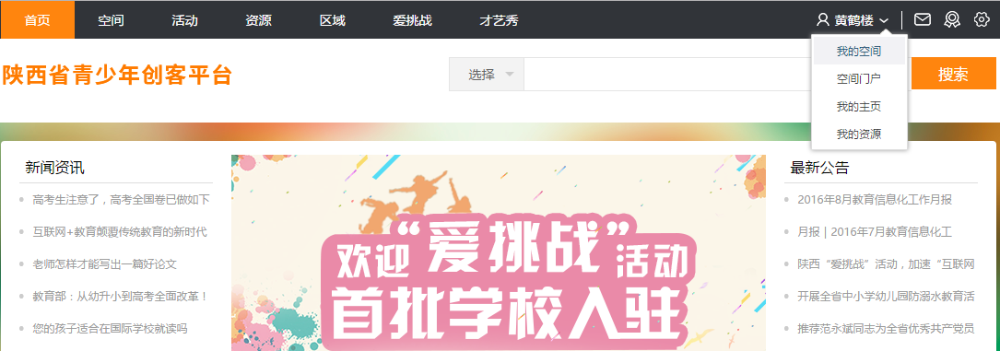 首页 空间 活动 资源 区域 爱挑战 才艺秀 黄鹤楼
我的空间
空间门户
我的主页
我的资源
陕西省青少年创客平台
选择
搜索
新闻资讯
高考生注意了，高考全国卷已做如下
互联网+教育颠覆传统教育的新时代
老师怎样才能写出一篇好论文
教育部：从幼升小到高考全面改革！
您的孩子适合在国际学校就读吗
欢迎“爱挑战”活动
首批学校入驻
最新公告
2016年8月教育信息化工作月报
月报｜2016年7月教育信息化工
陕西“爱挑战”活动，加速“互联网
开展全省中小学幼儿园防溺水教育活
推荐范永斌同志为全省优秀共产党员